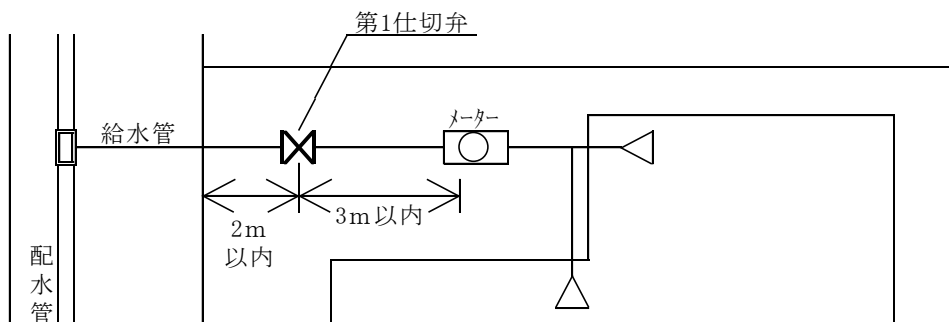 第1仕切弁
給水管
メーター
2m
以内
3m以内
配水管